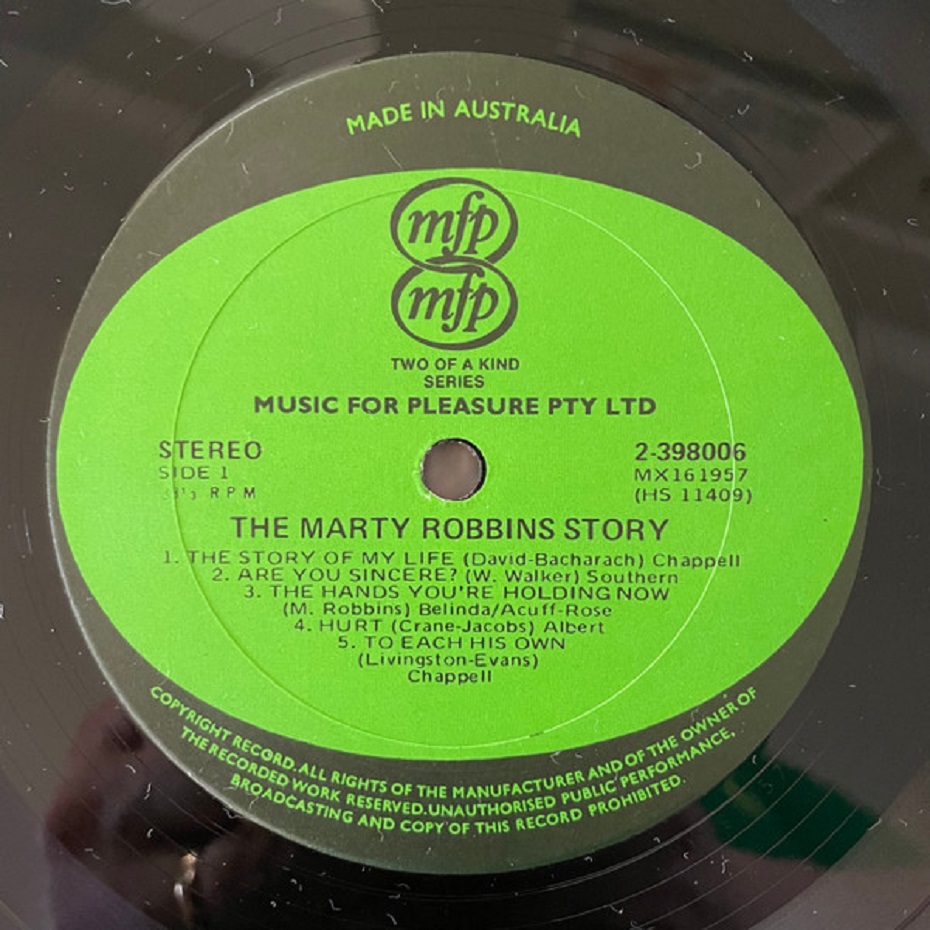 MADE IN AUSTRALIA
mfp
mfp
TWO OF A KIND
SERIES
MUSIC FOR PLEASURE PTY LTD
STEREO
SIDE 1
33⅓ RPM
2-398006
MX161957
(HS 11409)
THE MARTY ROBBINS STORY
1. THE STORY OF MY LIFE (David-Bacharach) Chappell
2. ARE YOU SINCERE? (W. Walker) Southern
3. THE HANDS YOU'RE HOLDING NOW
(M. Robbins) Belinda/Acuff-Rose
4. HURT (Crane-Jacobs) Albert
5. TO EACH HIS OWN
(Livingston-Evans)
Chappell
COPYRIGHT RECORD. ALL RIGHTS OF THE MANUFACTURER AND OF THE OWNER OF
THE RECORDED WORK RESERVED. UNAUTHORISED PUBLIC PERFORMANCE,
BROADCASTING AND COPY OF THIS RECORD PROHIBITED.